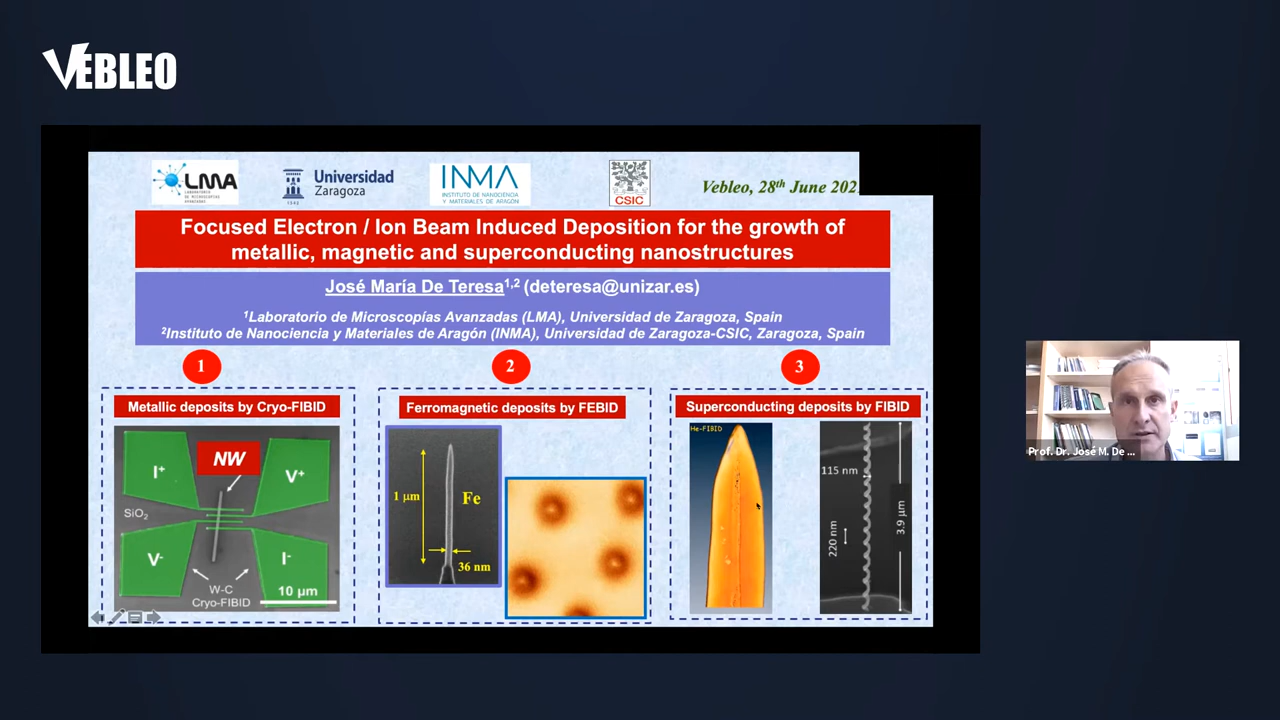 VEBLEO
LMA
LABORATORIO
DE MICROSCOPIAS
AVANZADAS
Universidad
Zaragoza
1542
INMA
INSTITUTO DE NANOCIENCIA
Y MATERIALES DE ARAGÓN
CSIC
Vebleo, 28th June 202
Focused Electron / Ion Beam Induced Deposition for the growth of
metallic, magnetic and superconducting nanostructures
José María De Teresa1,2 (deteresa@unizar.es)
1Laboratorio de Microscopías Avanzadas (LMA), Universidad de Zaragoza, Spain
2Instituto de Nanociencia y Materiales de Aragón (INMA), Universidad de Zaragoza-CSIC, Zaragoza, Spain
1
2
3
Metallic deposits by Cryo-FIBID
Ferromagnetic deposits by FEBID
Superconducting deposits by FIBID
I+
NW
V+
SiO2
V-
I-
W-C
Cryo-FIBID
10 µm
1 µm
Fe
36 nm
He-FIBID
115 nm
220 nm
3.9 µm
Prof. Dr. José M. De ...